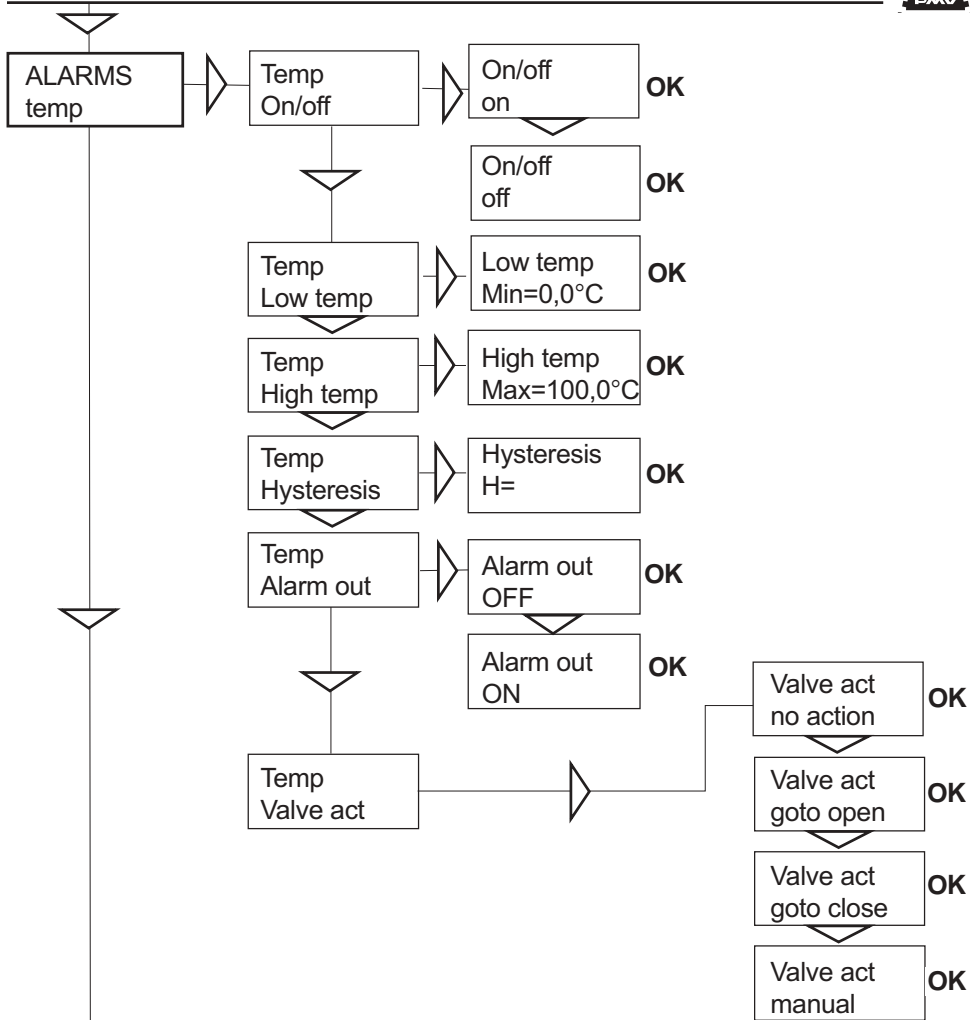 ALARMS
temp
Temp
On/off
On/off
on
OK
On/off
off
OK
Temp
Low temp
Low temp
Min=0,0°C
OK
Temp
High temp
High temp
Max=100,0°C
OK
Temp
Hysteresis
Hysteresis
H=
OK
Temp
Alarm out
Alarm out
OFF
OK
Alarm out
ON
OK
Temp
Valve act
Valve act
no action
OK
Valve act
goto open
OK
Valve act
goto close
OK
Valve act
manual
OK